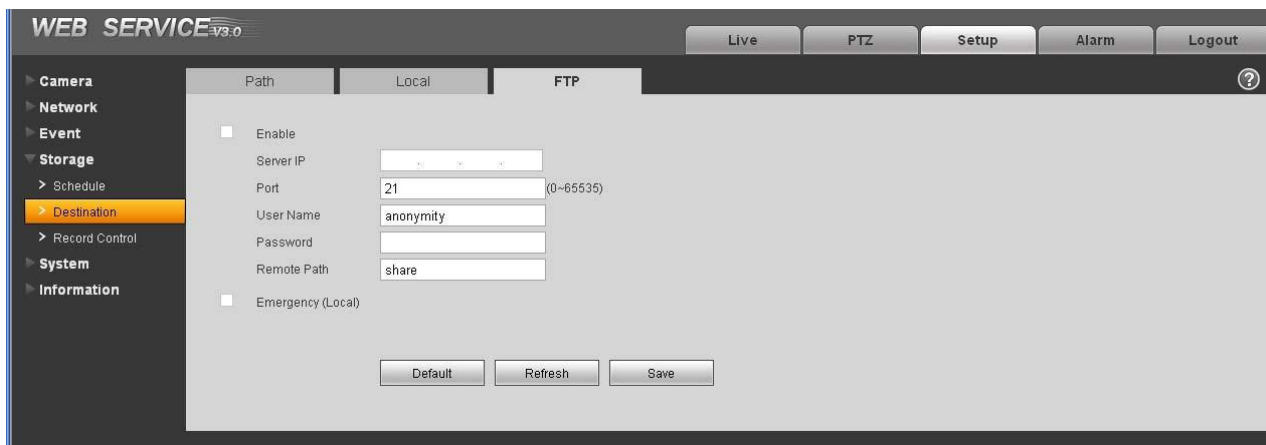 WEB SERVICE V3.0
Live PTZ Setup Alarm Logout
Camera
Network
Event
Storage
> Schedule
> Destination
> Record Control
System
Information
Path Local FTP ?
Enable
Server IP . . .
Port 21 (0~65535)
User Name anonymity
Password
Remote Path share
Emergency (Local)
Default Refresh Save